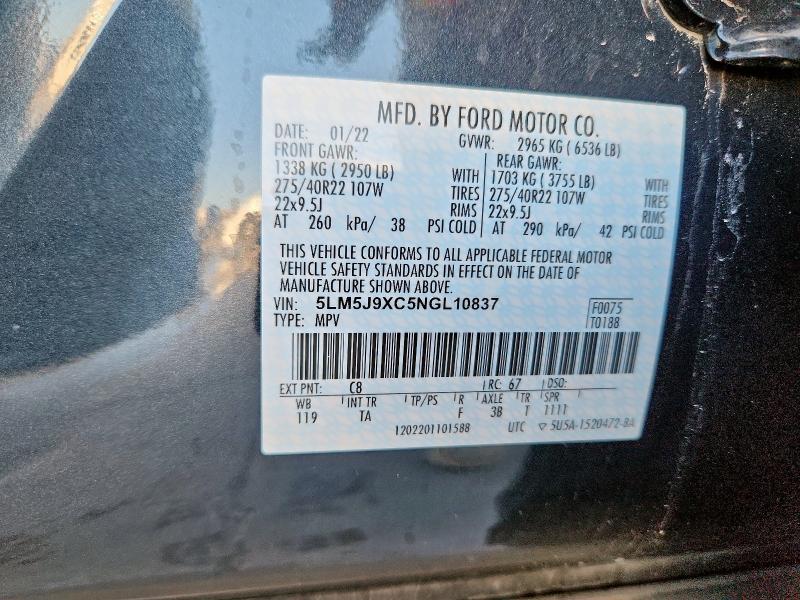 MFD. BY FORD MOTOR CO.
DATE: 01/22 GVWR: 2965 KG ( 6536 LB)
FRONT GAWR: REAR GAWR:
1338 KG ( 2950 LB) WITH 1703 KG ( 3755 LB) WITH
275/40R22 107W TIRES 275/40R22 107W TIRES
22x9.5J RIMS 22x9.5J RIMS
AT 260 kPa/ 38 PSI COLD AT 290 kPa/ 42 PSI COLD
THIS VEHICLE CONFORMS TO ALL APPLICABLE FEDERAL MOTOR
VEHICLE SAFETY STANDARDS IN EFFECT ON THE DATE OF
MANUFACTURE SHOWN ABOVE.
VIN: 5LM5J9XC5NGL10837 F0075
TYPE: MPV T0188
EXT PNT: C8 RC: 67 DSO:
WB INT TR TP/PS R AXLE TR SPR
119 TA F 3B T 1111
1202201101588 UTC ▽ 5U5A-1520472-BA